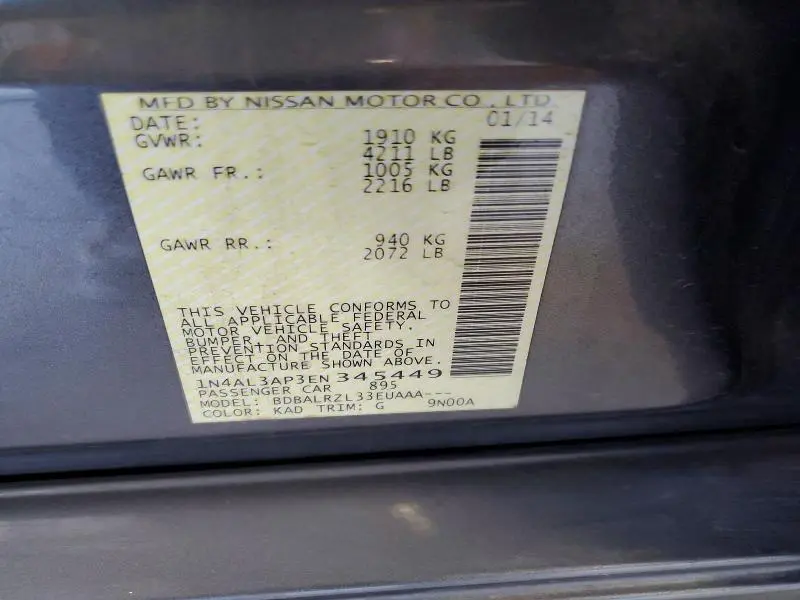 MFD BY NISSAN MOTOR CO., LTD.
DATE: 01/14
GVWR: 1910 KG
4211 LB
GAWR FR.: 1005 KG
2216 LB
GAWR RR.: 940 KG
2072 LB
THIS VEHICLE CONFORMS TO
ALL APPLICABLE FEDERAL
MOTOR VEHICLE SAFETY,
BUMPER, AND THEFT
PREVENTION STANDARDS IN
EFFECT ON THE DATE OF
MANUFACTURE SHOWN ABOVE.
1N4AL3AP3EN345449
PASSENGER CAR 895
MODEL: BDBALRZL33EUAAA---
COLOR: KAD TRIM: G 9N00A